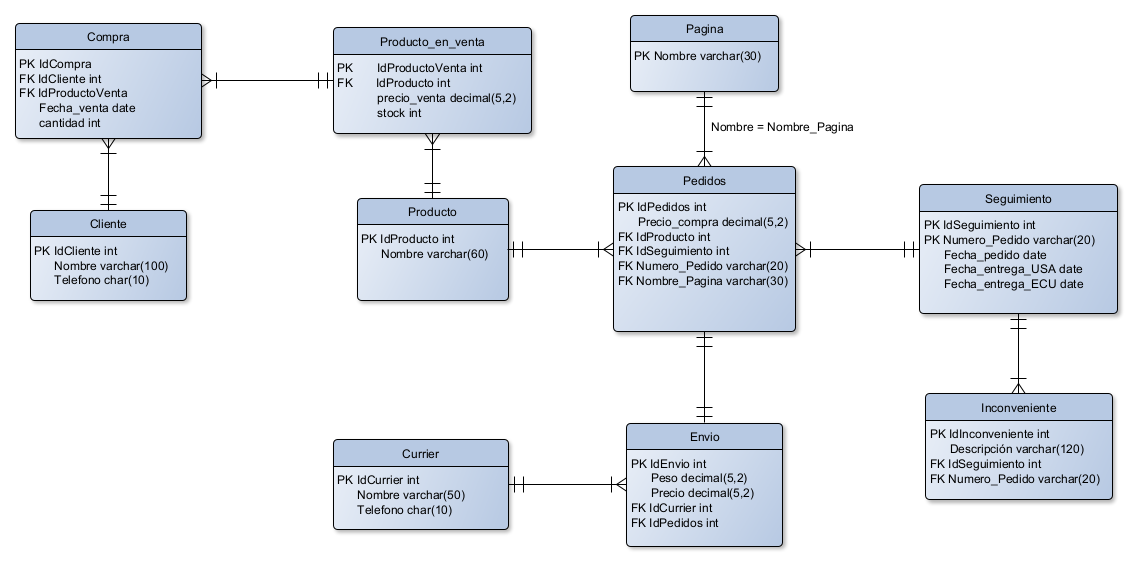 Compra
PK IdCompra
FK IdCliente int
FK IdProductoVenta
Fecha_venta date
cantidad int
Producto_en_venta
PK IdProductoVenta int
FK IdProducto int
precio_venta decimal(5,2)
stock int
Pagina
PK Nombre varchar(30)
Nombre = Nombre_Pagina
Cliente
PK IdCliente int
Nombre varchar(100)
Telefono char(10)
Producto
PK IdProducto int
Nombre varchar(60)
Pedidos
PK IdPedidos int
Precio_compra decimal(5,2)
FK IdProducto int
FK IdSeguimiento int
FK Numero_Pedido varchar(20)
FK Nombre_Pagina varchar(30)
Seguimiento
PK IdSeguimiento int
PK Numero_Pedido varchar(20)
Fecha_pedido date
Fecha_entrega_USA date
Fecha_entrega_ECU date
Currier
PK IdCurrier int
Nombre varchar(50)
Telefono char(10)
Envio
PK IdEnvio int
Peso decimal(5,2)
Precio decimal(5,2)
FK IdCurrier int
FK IdPedidos int
Inconveniente
PK IdInconveniente int
Descripción varchar(120)
FK IdSeguimiento int
FK Numero_Pedido varchar(20)